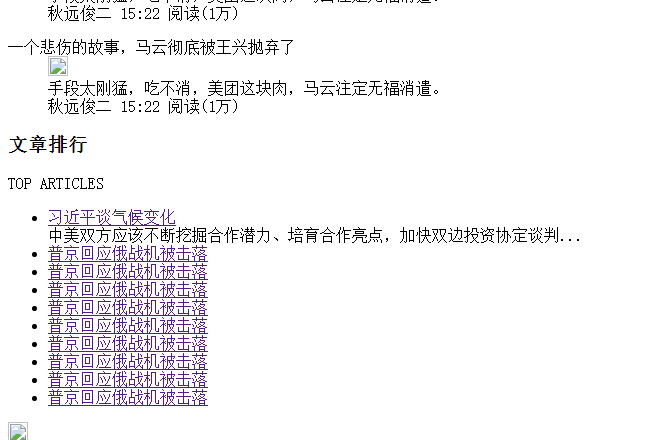 秋远俊二 15:22 阅读(1万)
一个悲伤的故事，马云彻底被王兴抛弃了
手段太刚猛，吃不消，美团这块肉，马云注定无福消遣。
秋远俊二 15:22 阅读(1万)
文章排行
TOP ARTICLES
习近平谈气候变化
中美双方应该不断挖掘合作潜力、培育合作亮点，加快双边投资协定谈判...
普京回应俄战机被击落
普京回应俄战机被击落
普京回应俄战机被击落
普京回应俄战机被击落
普京回应俄战机被击落
普京回应俄战机被击落
普京回应俄战机被击落
普京回应俄战机被击落
普京回应俄战机被击落